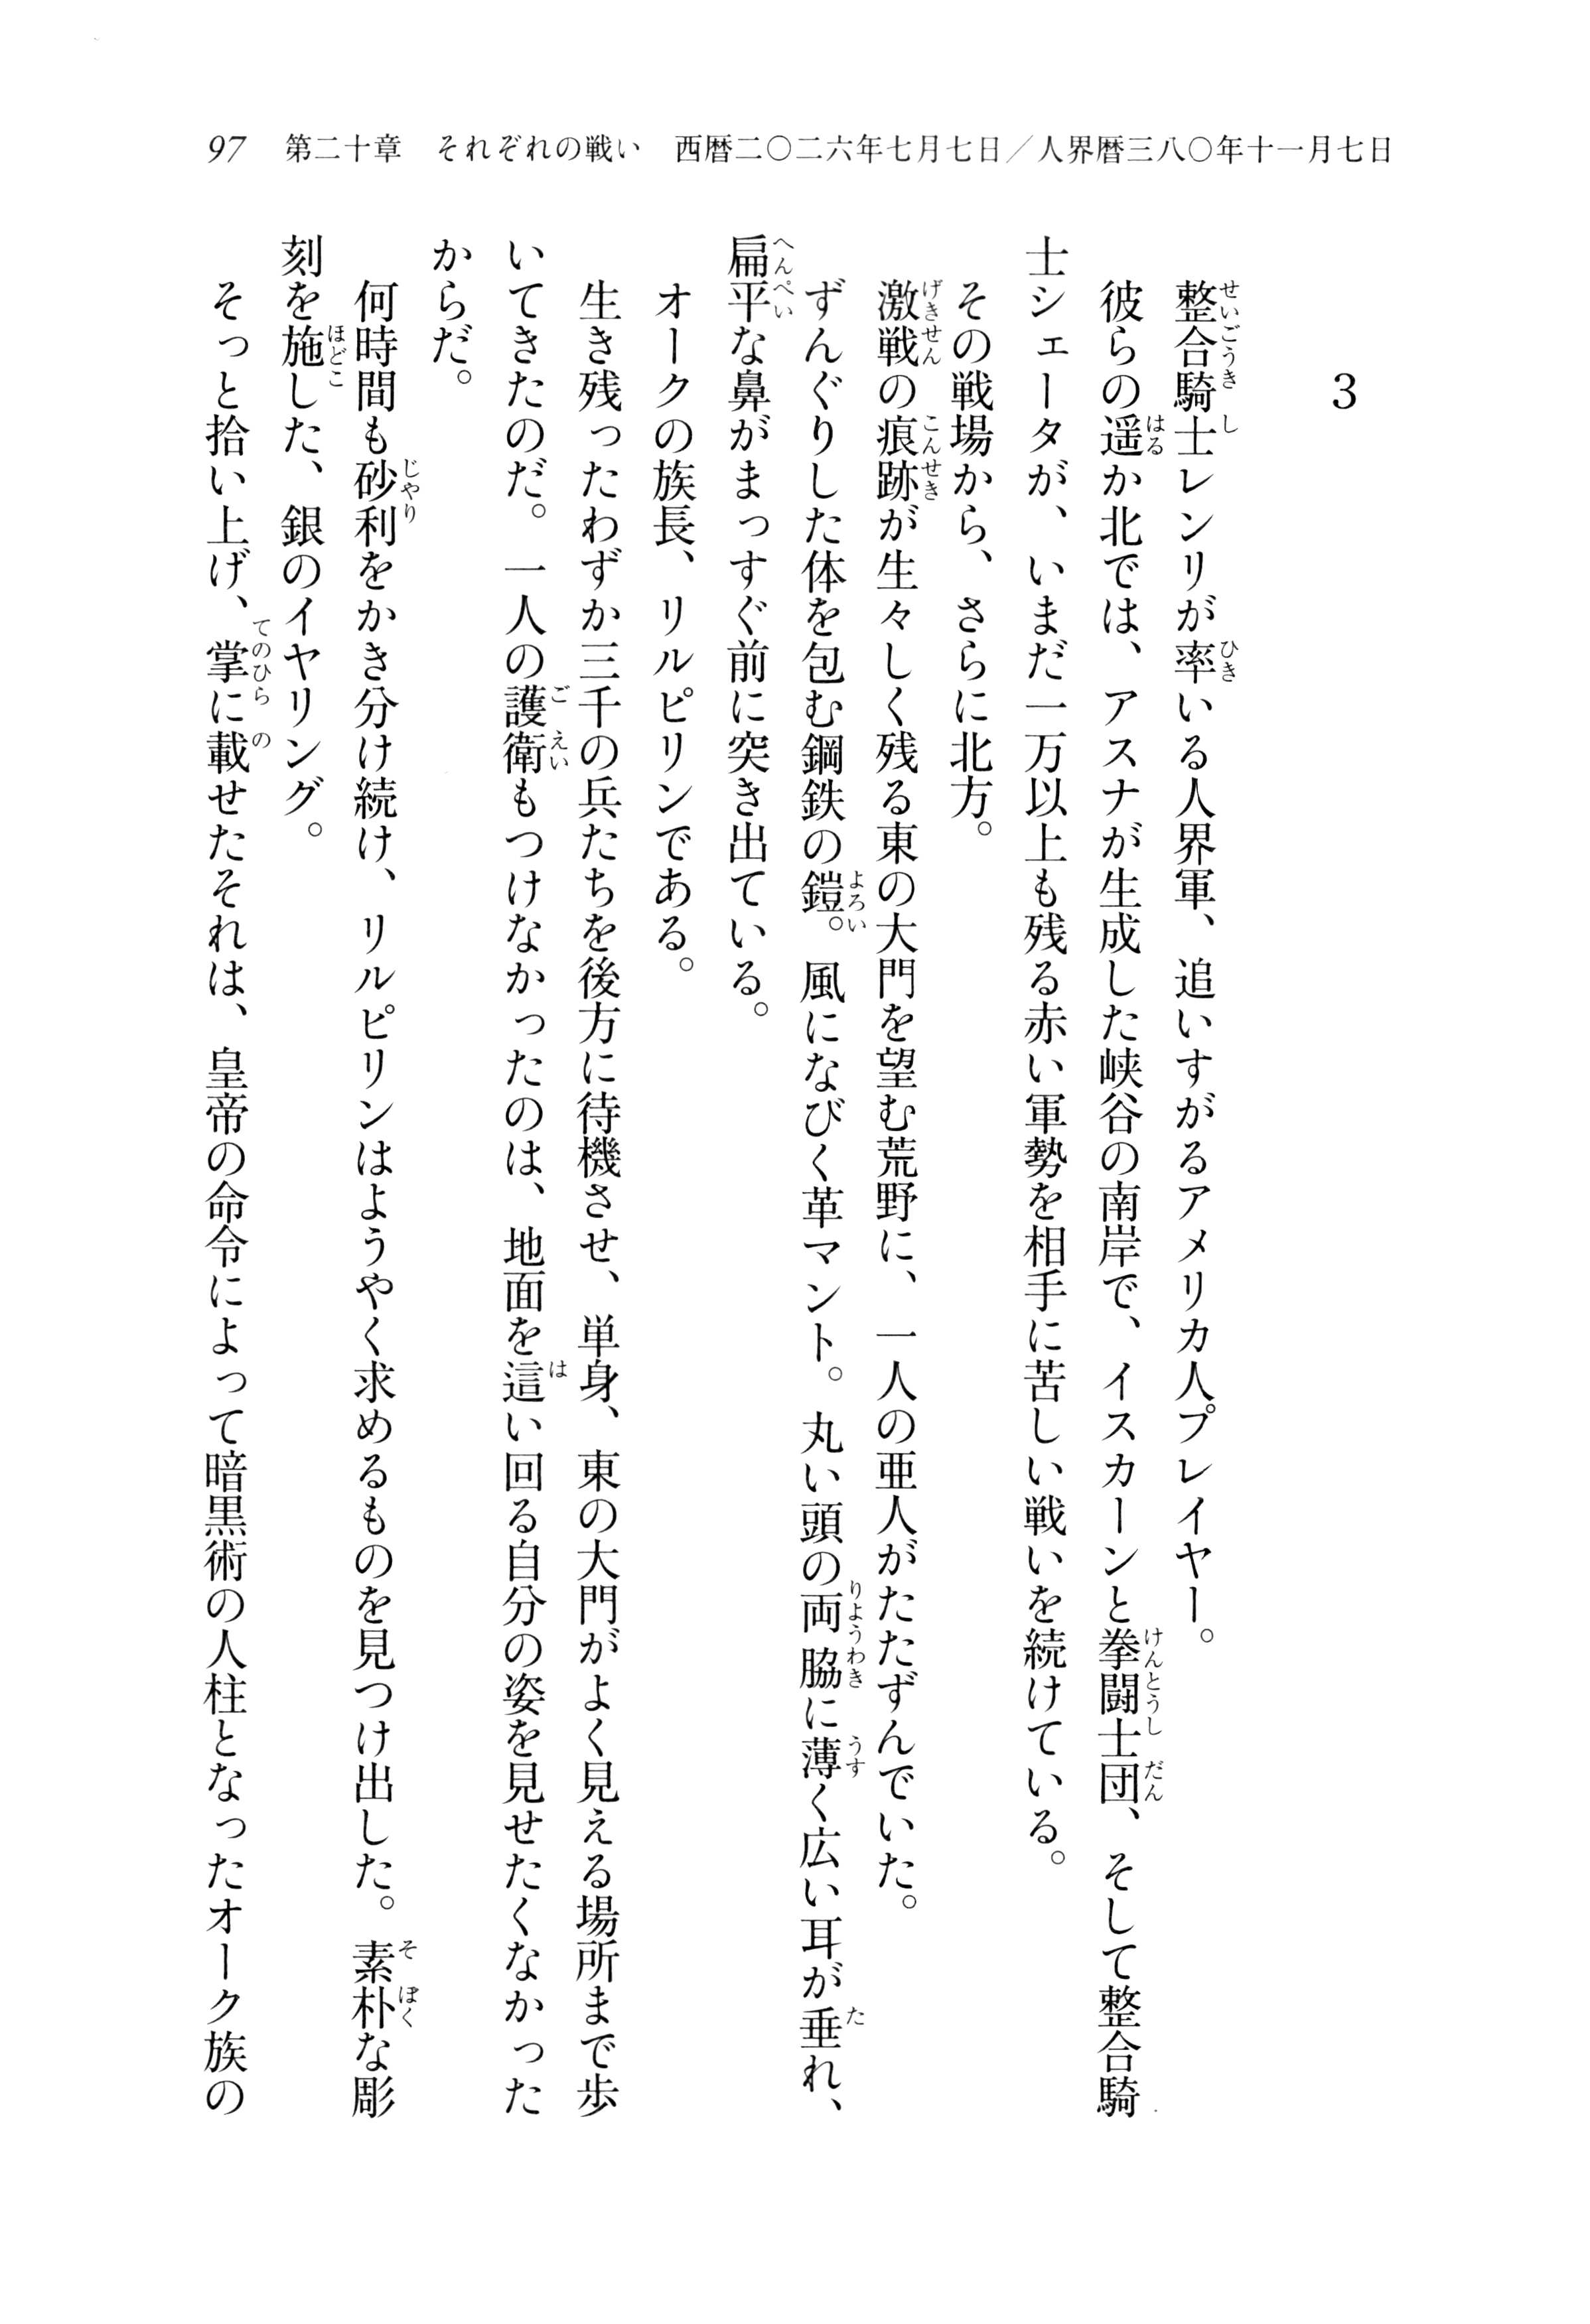 97 第二十章 それぞれの戦い 西暦二〇二六年七月七日／人界暦三八〇年十一月七日
3
整合騎士レンリが率いる人界軍、追いすがるアメリカ人プレイヤー。
彼らの遥か北では、アスナが生成した峡谷の南岸で、イスカーンと拳闘士団、そして整合騎
士シェータが、いまだ一万以上も残る赤い軍勢を相手に苦しい戦いを続けている。
その戦場から、さらに北方。
激戦の痕跡が生々しく残る東の大門を望む荒野に、一人の亜人がたたずんでいた。
ずんぐりした体を包む鋼鉄の鎧。風になびく革マント。丸い頭の両脇に薄く広い耳が垂れ、
扁平な鼻がまっすぐ前に突き出ている。
オークの族長、リルピリンである。
生き残ったわずか三千の兵たちを後方に待機させ、単身、東の大門がよく見える場所まで歩
いてきたのだ。一人の護衛もつけなかったのは、地面を這い回る自分の姿を見せたくなかった
からだ。
何時間も砂利をかき分け続け、リルピリンはようやく求めるものを見つけ出した。素朴な彫
刻を施した、銀のイヤリング。
そっと拾い上げ、掌に載せたそれは、皇帝の命令によって暗黒術の人柱となったオーク族の